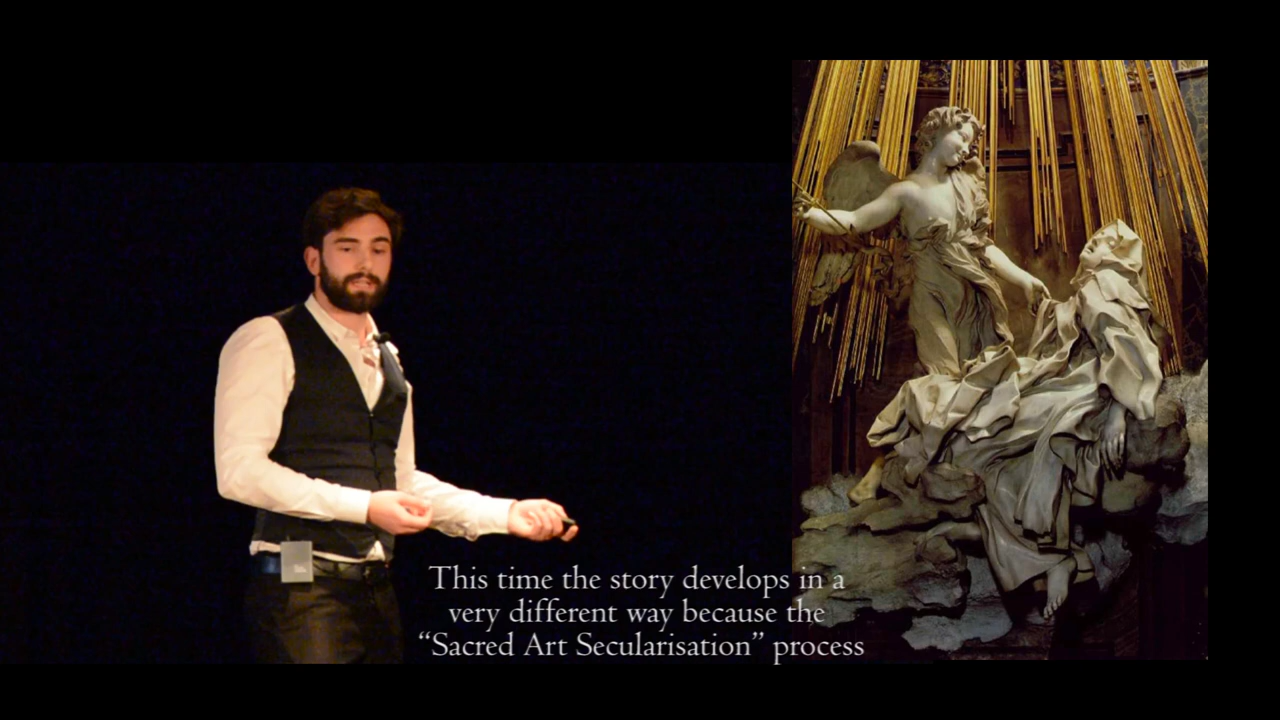 This time the story develops in a
very different way because the
“Sacred Art Secularisation” process